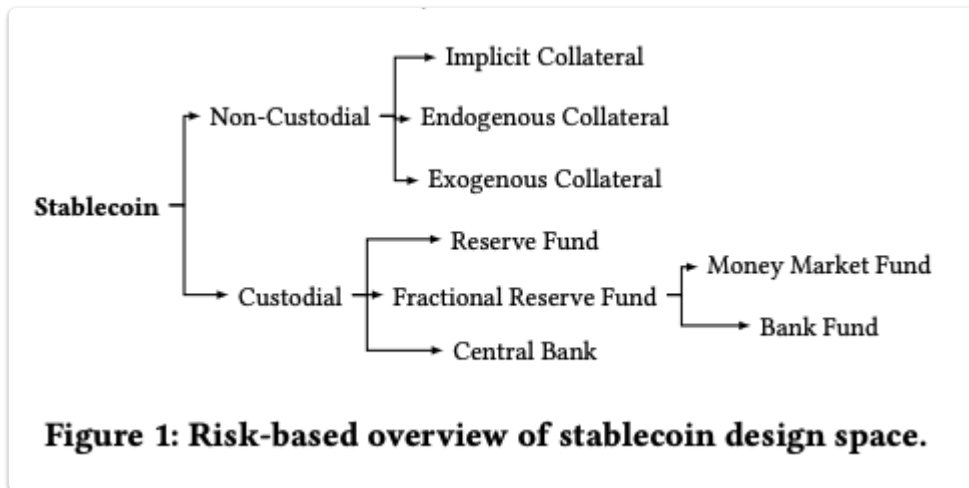 Implicit Collateral
Non-Custodial
Endogenous Collateral
Exogenous Collateral
Stablecoin
Reserve Fund
Money Market Fund
Custodial
Fractional Reserve Fund
Bank Fund
Central Bank
Figure 1: Risk-based overview of stablecoin design space.